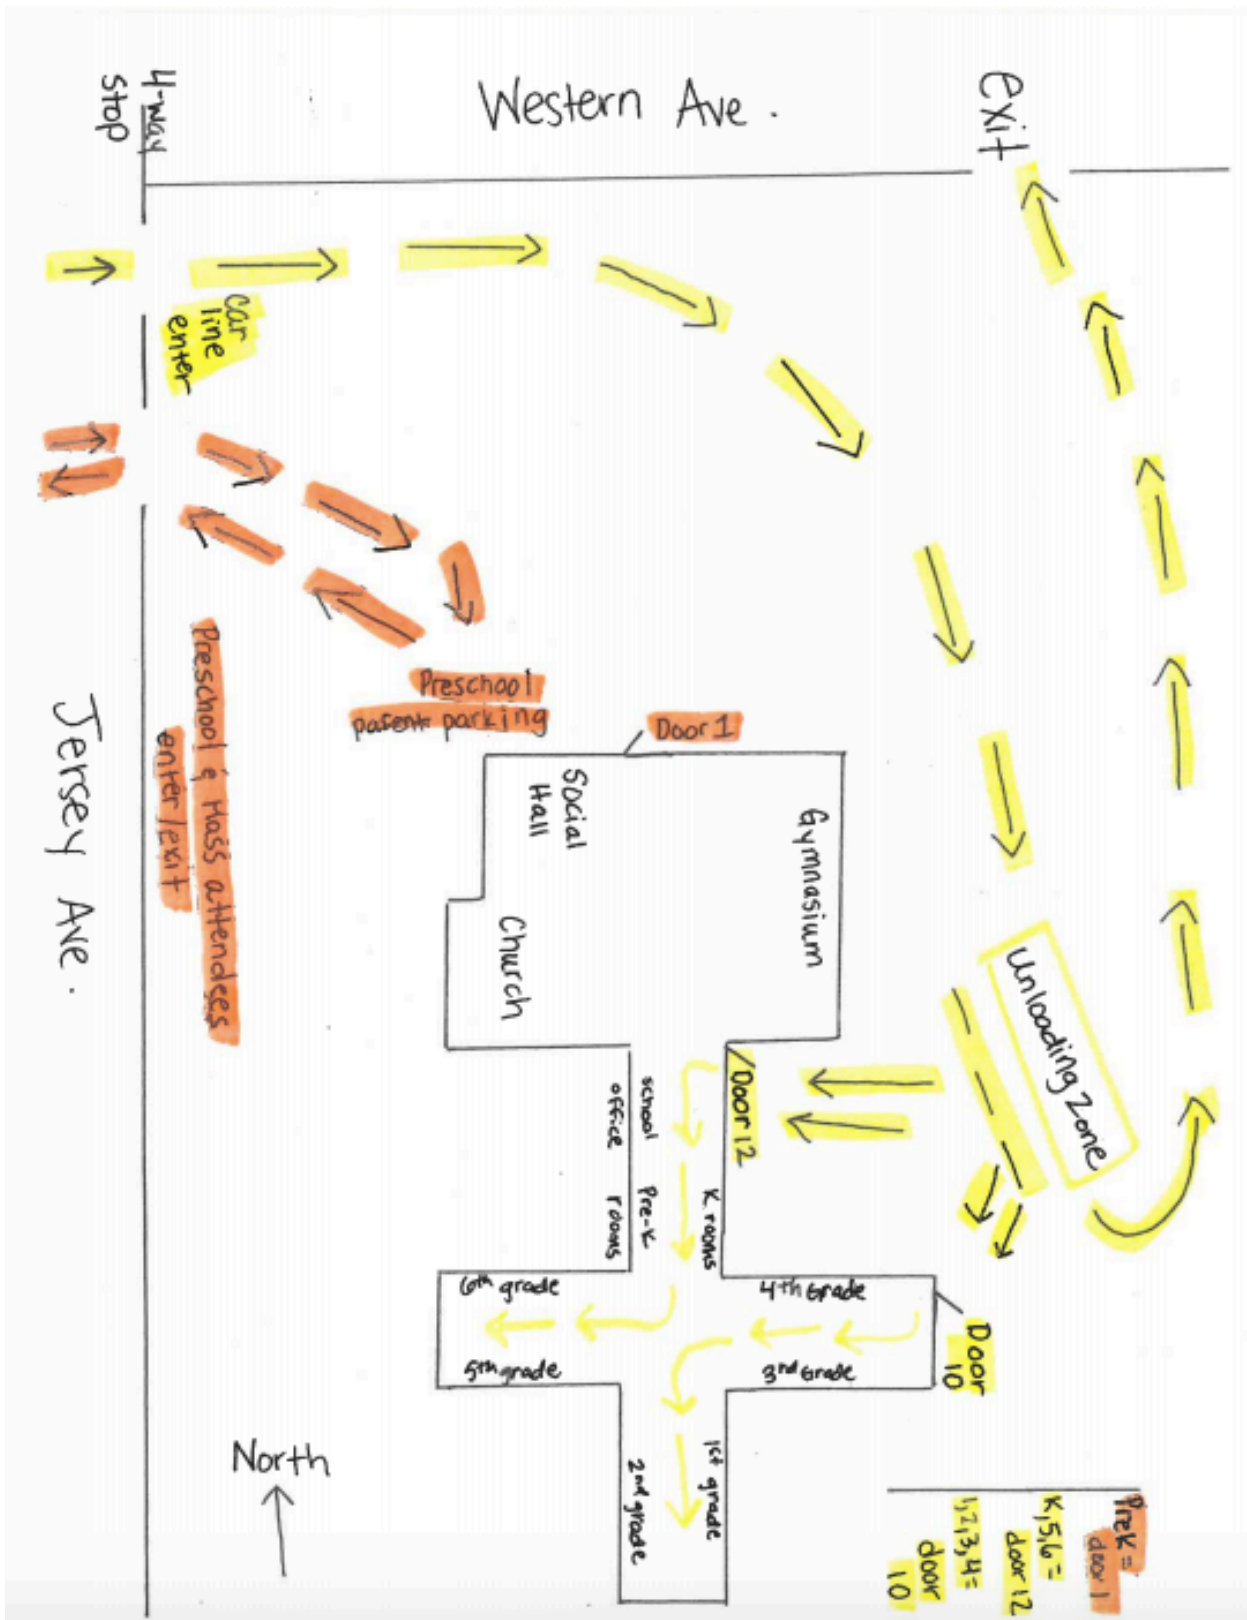 4-way
stop
Western Ave.
exit
Car
line
enter
Preschool
parent parking
Door 1
Preschool & Mass attendees
enter/exit
Jersey Ave.
Social
Hall
Gymnasium
Church
Unloading Zone
Door 12
school
office
Pre-K
rooms
K rooms
6th grade
5th grade
4th Grade
3rd Grade
Door
10
1st grade
2nd grade
North
PreK =
door 1
K,5,6 =
door 12
1,2,3,4=
door
10